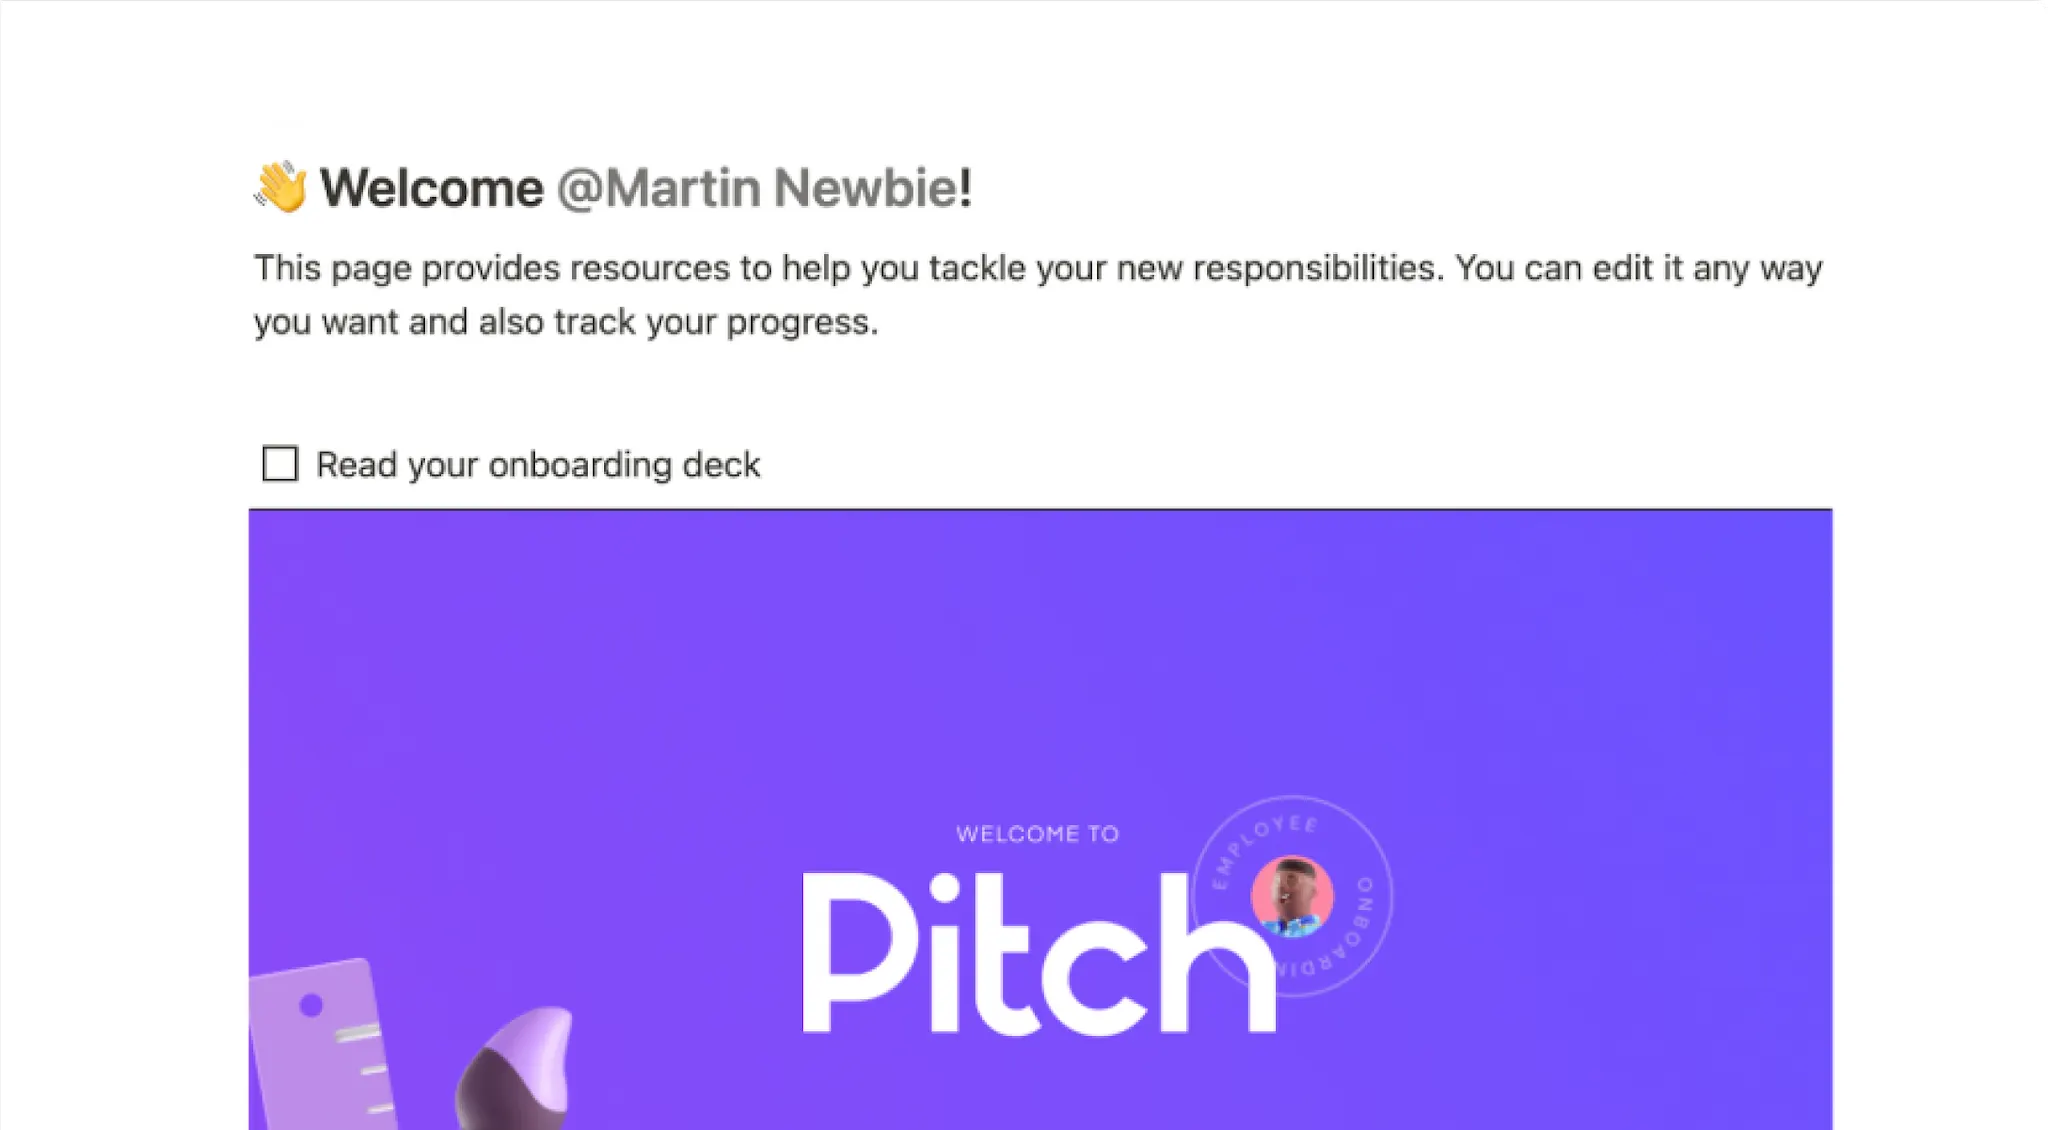 👋 Welcome @Martin Newbie!
This page provides resources to help you tackle your new responsibilities. You can edit it any way
you want and also track your progress.
Read your onboarding deck
WELCOME TO
Pitch
EMPLOYEE
ONBOARDIN